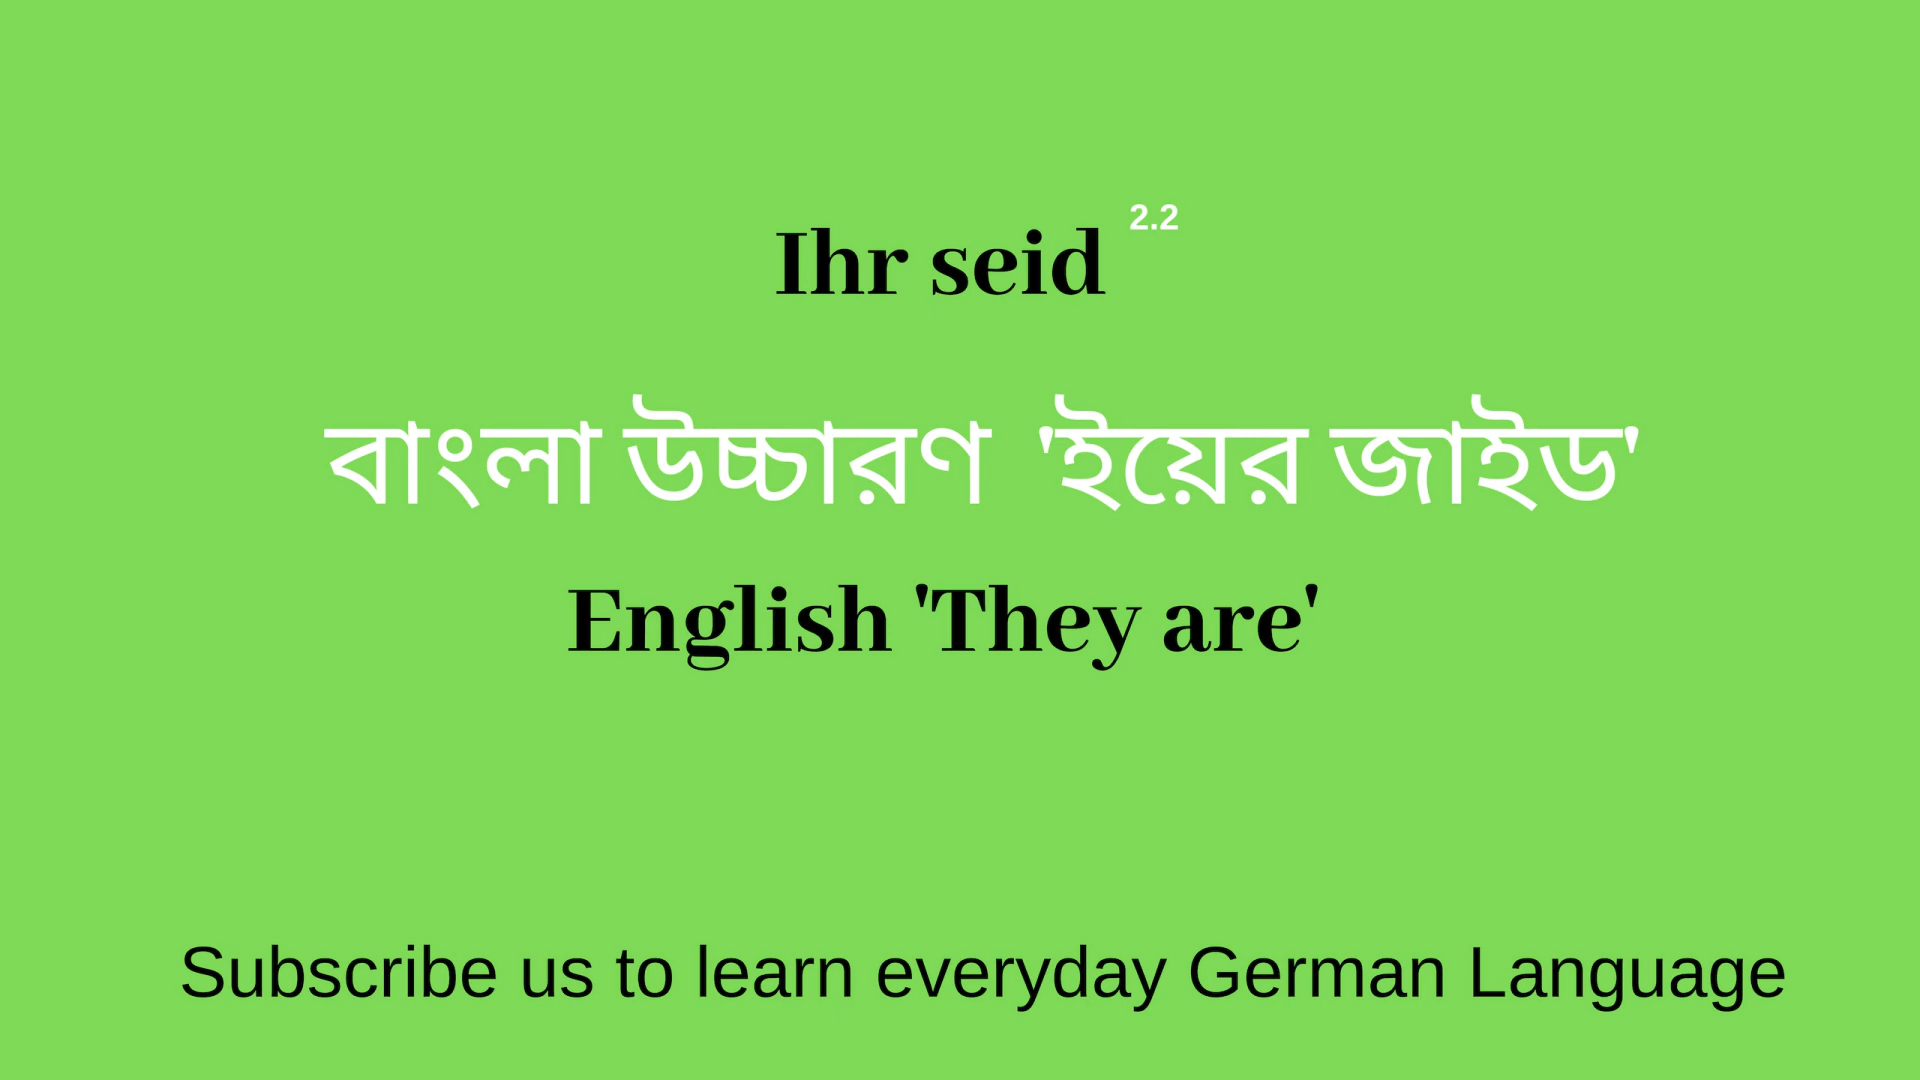 Ihr seid 2.2
বাংলা উচ্চারণ 'ইয়ের জাইড'
English 'They are'
Subscribe us to learn everyday German Language